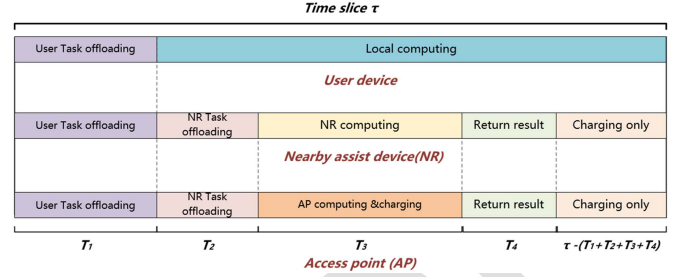 Time slice τ
User Task offloading
Local computing
User device
User Task offloading
NR Task
offloading
NR computing
Return result
Charging only
Nearby assist device(NR)
User Task offloading
NR Task
offloading
AP computing &charging
Return result
Charging only
T₁
T₂
T₃
T₄
τ -(T₁+T₂+T₃+T₄)
Access point (AP)